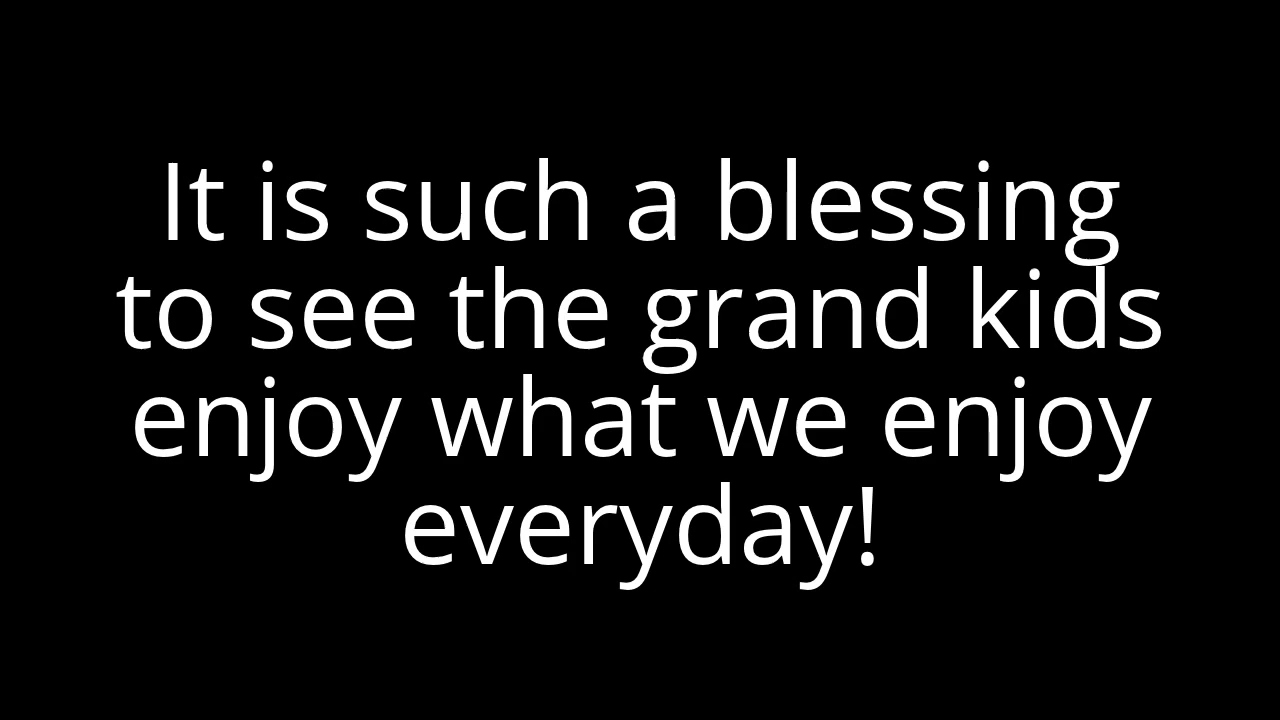 It is such a blessing
to see the grand kids
enjoy what we enjoy
everyday!